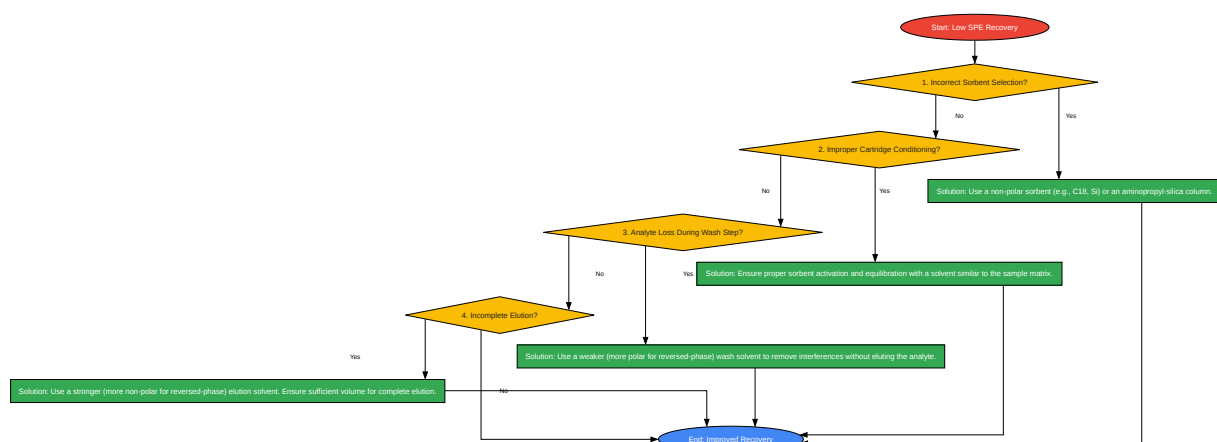 Start: Low SPE Recovery
1. Incorrect Sorbent Selection?
No
Yes
2. Improper Cartridge Conditioning?
No
Yes
Solution: Use a non-polar sorbent (e.g., C18, Si) or an aminopropyl-silica column.
3. Analyte Loss During Wash Step?
No
Yes
Solution: Ensure proper sorbent activation and equilibration with a solvent similar to the sample matrix.
4. Incomplete Elution?
Yes
Solution: Use a weaker (more polar for reversed-phase) wash solvent to remove interferences without eluting the analyte.
Solution: Use a stronger (more non-polar for reversed-phase) elution solvent. Ensure sufficient volume for complete elution.
No
End: Improved Recovery